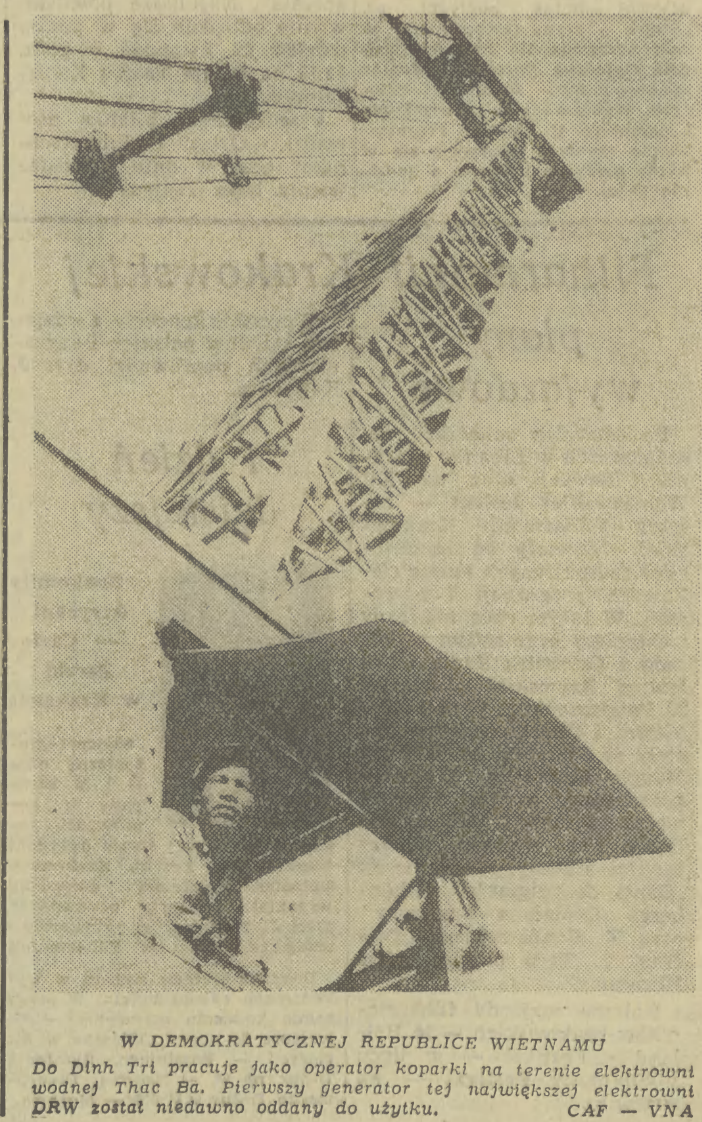 W DEMOKRATYCZNEJ REPUBLICE WIETNAMU
Do Dinh Tri pracuje jako operator koparki na terenie elektrowni
wodnej Thac Ba. Pierwszy generator tej największej elektrowni
DRW został niedawno oddany do użytku. CAF — VNA